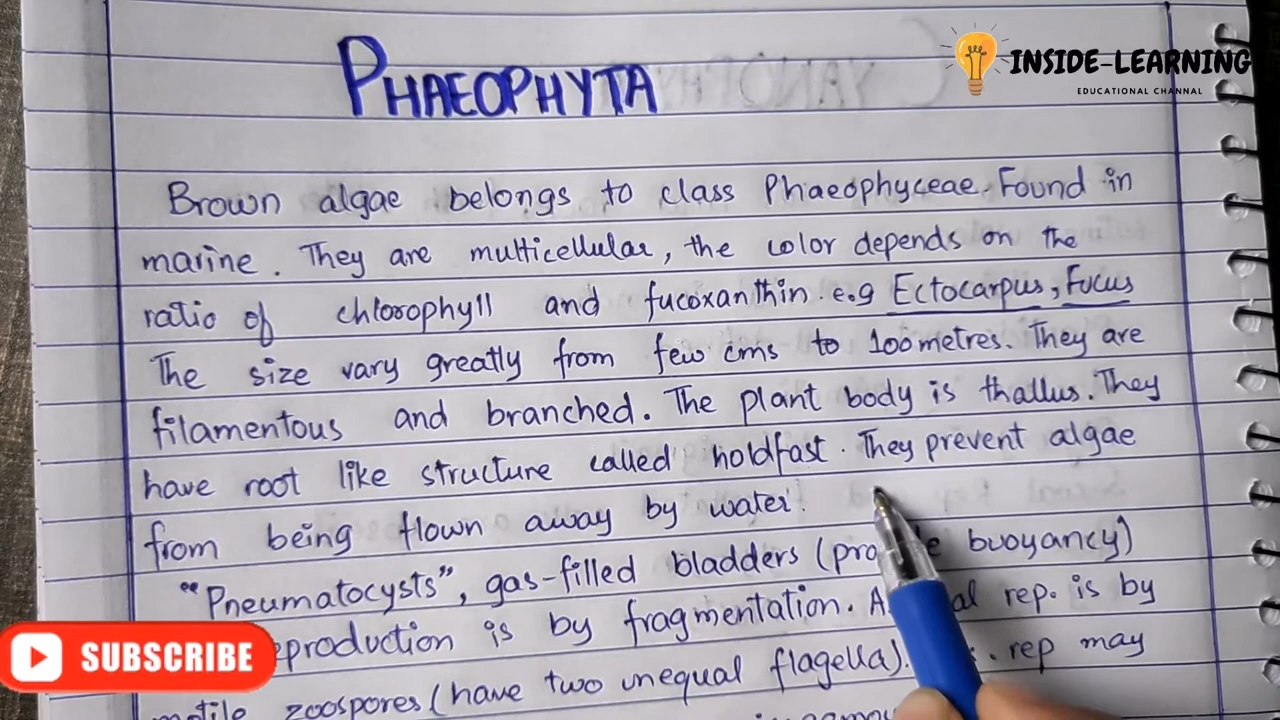 PHAEOPHYTA
INSIDE-LEARNING
EDUCATIONAL CHANNEL
Brown algae belongs to class Phaeophyceae. Found in
marine. They are multicellular, the color depends on the
ratio of chlorophyll and fucoxanthin. e.g Ectocarpus, Fucus
The size vary greatly from few cms to 100 metres. They are
filamentous and branched. The plant body is thallus. They
have root like structure called holdfast. They prevent algae
from being flown away by water.
"Pneumatocysts", gas-filled bladders (pro e buoyancy)
eproduction is by fragmentation. A al rep. is by
SUBSCRIBE
motile zoospores (have two unequal flagella). . rep may